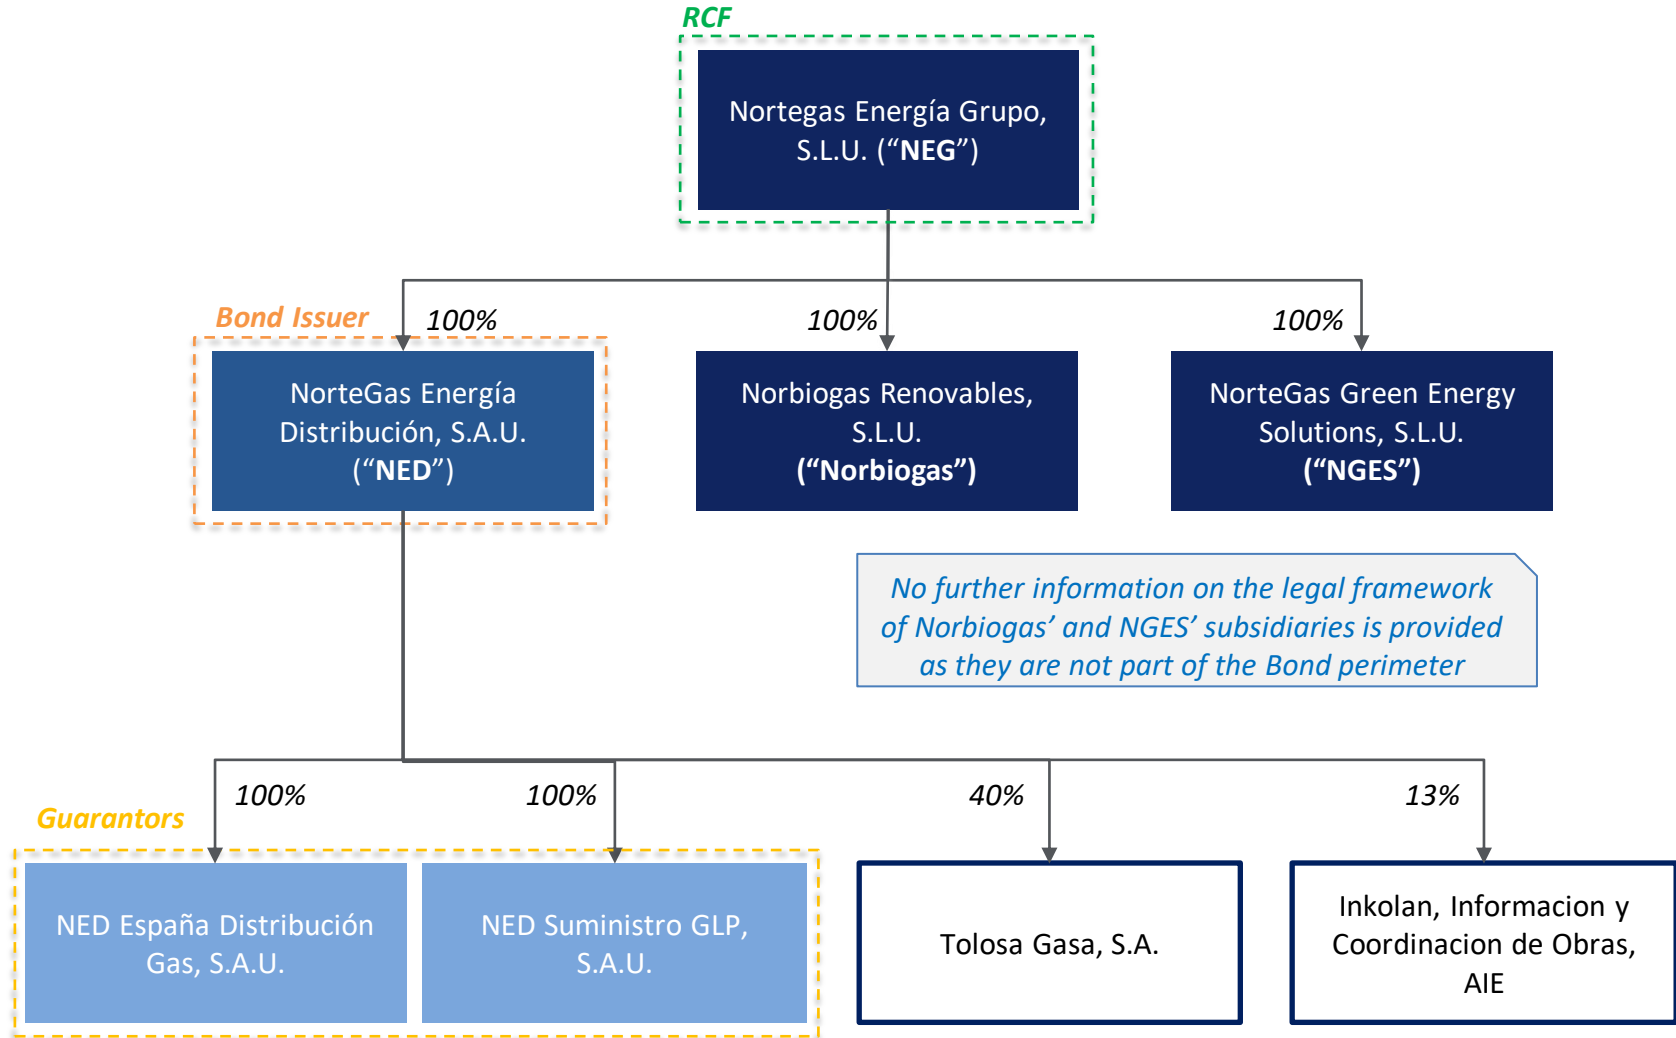 RCF
Nortegas Energía Grupo,
S.L.U. (“NEG”)
Bond Issuer
100%
100%
100%
NorteGas Energía
Distribución, S.A.U.
(“NED”)
Norbiogas Renovables,
S.L.U.
(“Norbiogas”)
NorteGas Green Energy
Solutions, S.L.U.
(“NGES”)
No further information on the legal framework
of Norbiogas’ and NGES’ subsidiaries is provided
as they are not part of the Bond perimeter
100%
100%
40%
13%
Guarantors
NED España Distribución
Gas, S.A.U.
NED Suministro GLP,
S.A.U.
Tolosa Gasa, S.A.
Inkolan, Informacion y
Coordinacion de Obras,
AIE